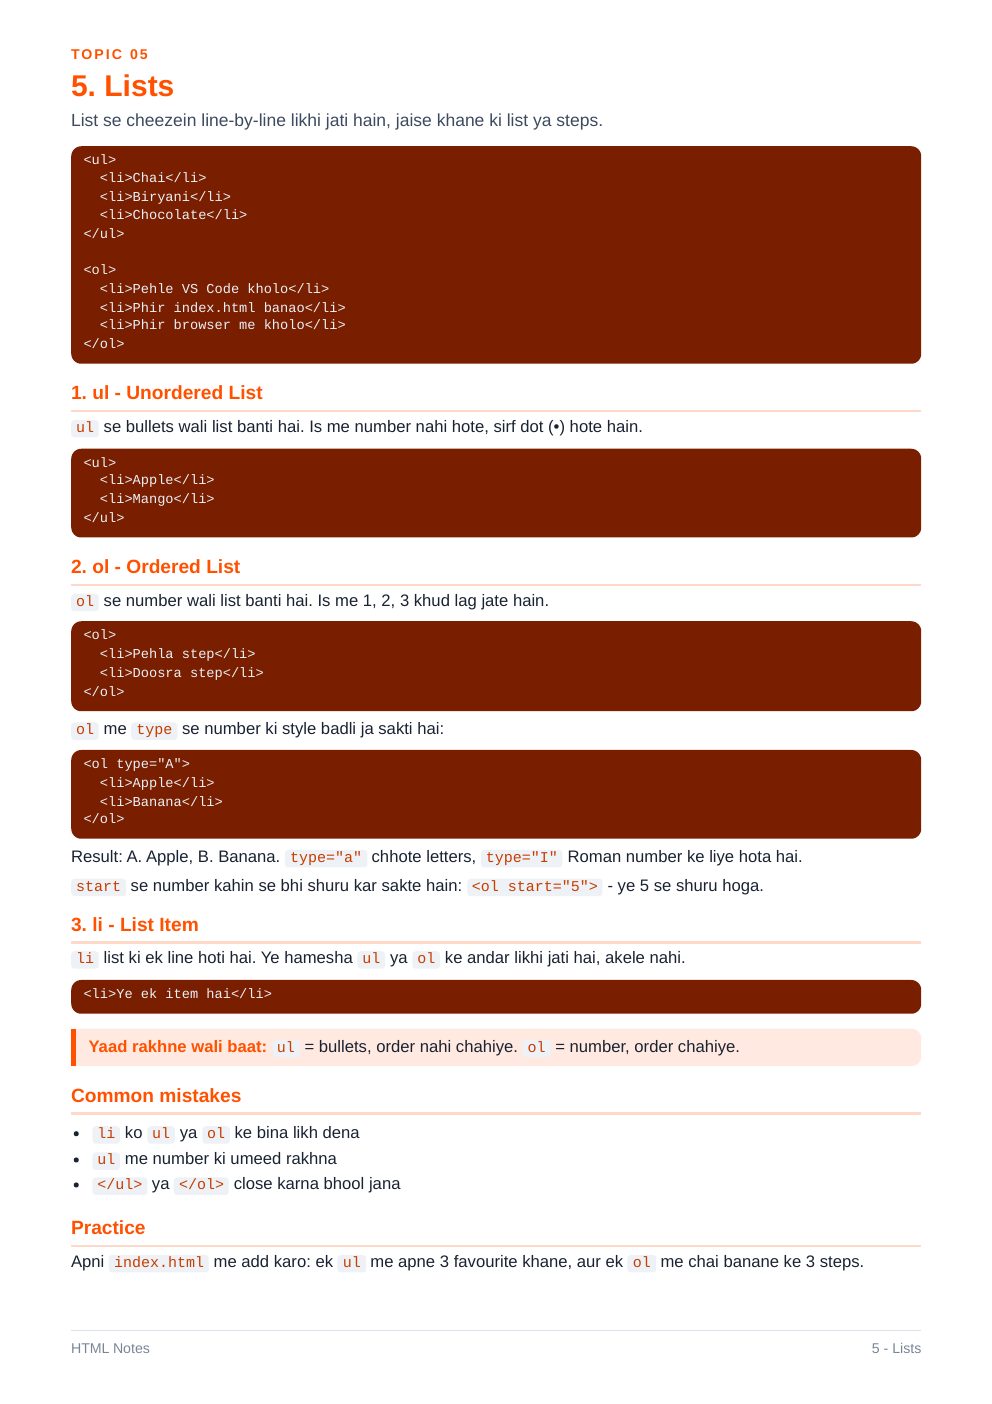 TOPIC 05
5. Lists
List se cheezein line-by-line likhi jati hain, jaise khane ki list ya steps.
<ul>
  <li>Chai</li>
  <li>Biryani</li>
  <li>Chocolate</li>
</ul>

<ol>
  <li>Pehle VS Code kholo</li>
  <li>Phir index.html banao</li>
  <li>Phir browser me kholo</li>
</ol>
1. ul - Unordered List
ul se bullets wali list banti hai. Is me number nahi hote, sirf dot (•) hote hain.
<ul>
  <li>Apple</li>
  <li>Mango</li>
</ul>
2. ol - Ordered List
ol se number wali list banti hai. Is me 1, 2, 3 khud lag jate hain.
<ol>
  <li>Pehla step</li>
  <li>Doosra step</li>
</ol>
ol me type se number ki style badli ja sakti hai:
<ol type="A">
  <li>Apple</li>
  <li>Banana</li>
</ol>
Result: A. Apple, B. Banana. type="a" chhote letters, type="I" Roman number ke liye hota hai.
start se number kahin se bhi shuru kar sakte hain: <ol start="5"> - ye 5 se shuru hoga.
3. li - List Item
li list ki ek line hoti hai. Ye hamesha ul ya ol ke andar likhi jati hai, akele nahi.
<li>Ye ek item hai</li>
Yaad rakhne wali baat: ul = bullets, order nahi chahiye. ol = number, order chahiye.
Common mistakes
• li ko ul ya ol ke bina likh dena
• ul me number ki umeed rakhna
• </ul> ya </ol> close karna bhool jana
Practice
Apni index.html me add karo: ek ul me apne 3 favourite khane, aur ek ol me chai banane ke 3 steps.
HTML Notes
5 - Lists